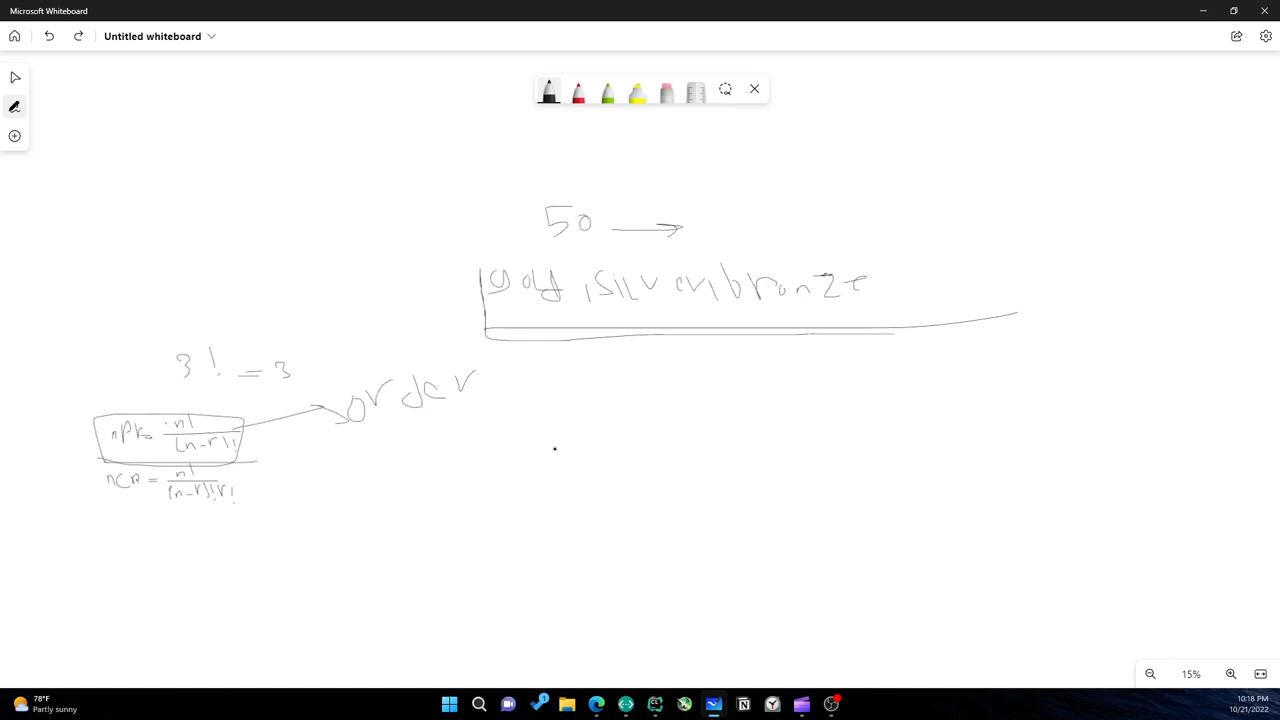 Microsoft Whiteboard
Untitled whiteboard
50 →
gold, silver, bronze
3! = 3
order
nPr = n! / (n-r)!
nCr = n! / (n-r)! r!
15%
1
78°F
Partly sunny
10:18 PM
10/21/2022